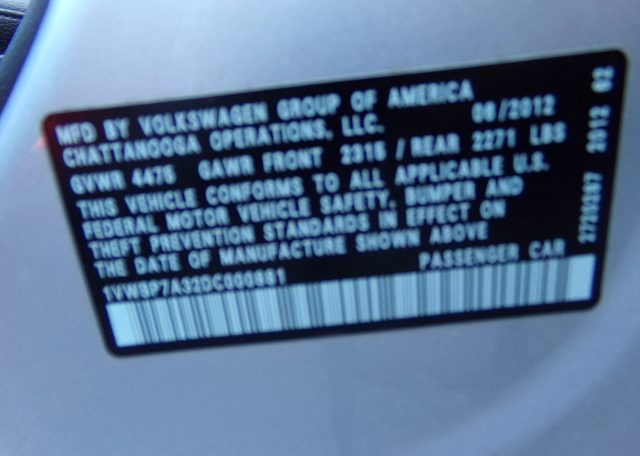 MFD BY VOLKSWAGEN GROUP OF AMERICA
CHATTANOOGA OPERATIONS, LLC. 06/2012
GVWR 4475 GAWR FRONT 2315 / REAR 2271 LBS
THIS VEHICLE CONFORMS TO ALL APPLICABLE U.S.
FEDERAL MOTOR VEHICLE SAFETY, BUMPER AND
THEFT PREVENTION STANDARDS IN EFFECT ON
THE DATE OF MANUFACTURE SHOWN ABOVE
PASSENGER CAR
2012 02